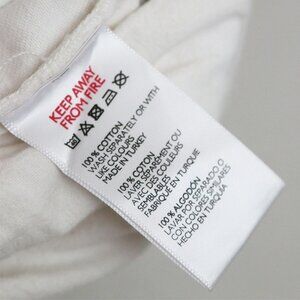 KEEP AWAY
FROM FIRE
100 % COTTON
WASH SEPARATELY OR WITH
LIKE COLOURS
MADE IN TURKEY
100 % COTON
LAVER SÉPARÉMENT OU
AVEC DES COULEURS
SEMBLABLES
FABRIQUÉ EN TURQUIE
100 % ALGODÓN
LAVAR POR SEPARADO O
CON COLORES SIMILARES
HECHO EN TURQUÍA